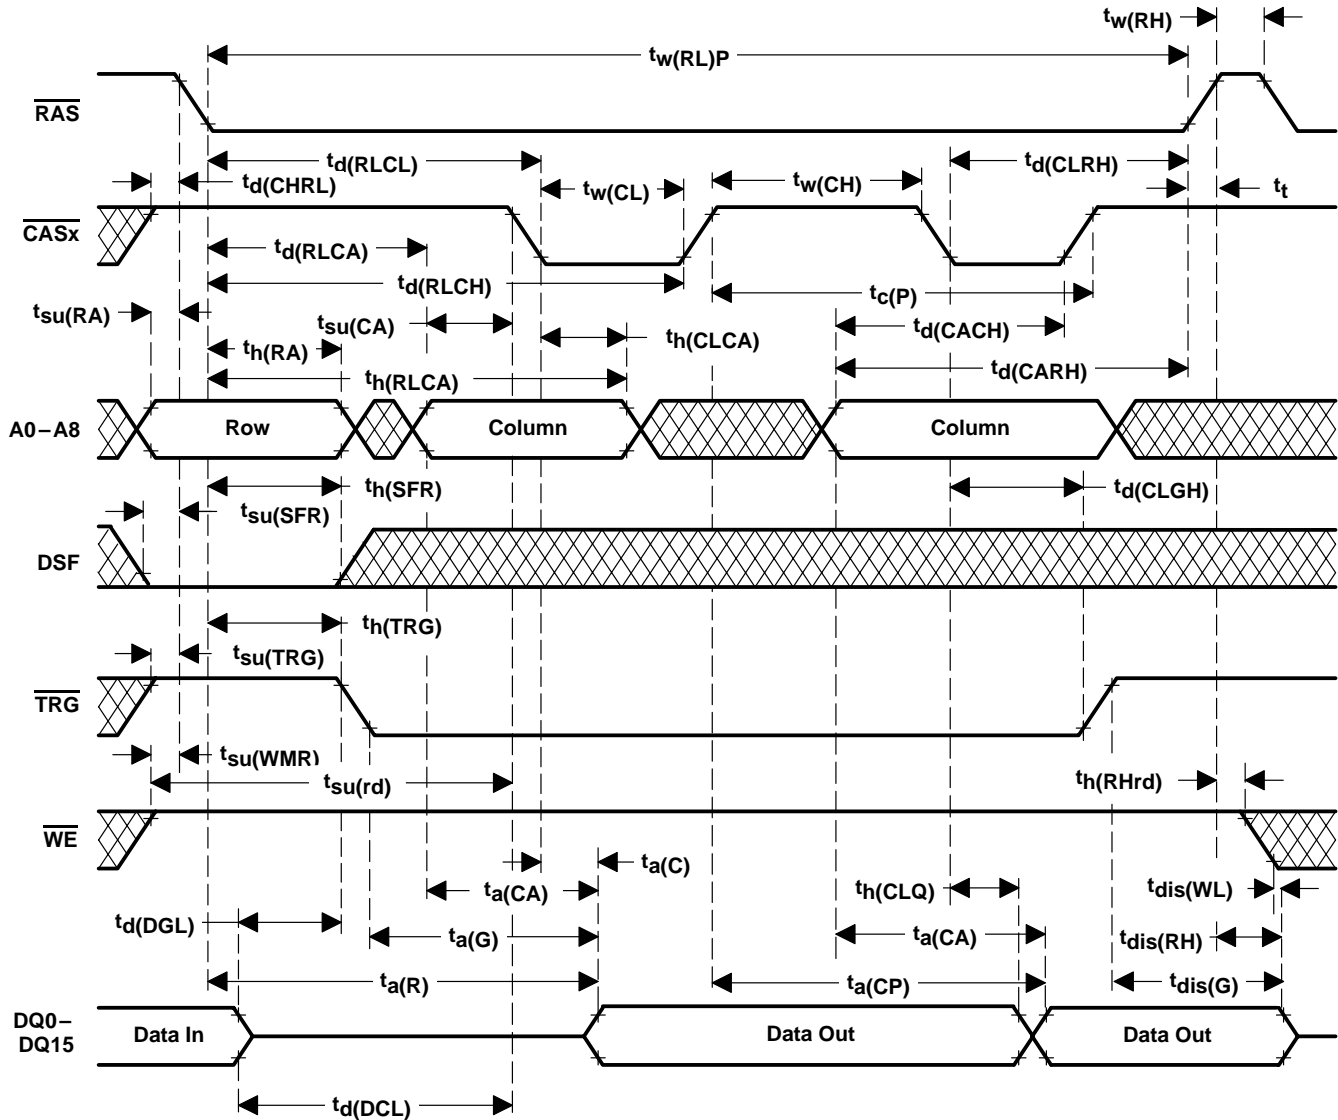 tw(RH)
tw(RL)P
RAS
td(RLCL)
td(CLRH)
td(CHRL)
tw(CL)
tw(CH)
tt
CASx
td(RLCA)
td(RLCH)
tc(P)
tsu(RA)
tsu(CA)
td(CACH)
th(RA)
th(CLCA)
th(RLCA)
td(CARH)
A0–A8
Row
Column
Column
th(SFR)
td(CLGH)
tsu(SFR)
DSF
th(TRG)
tsu(TRG)
TRG
tsu(WMR)
tsu(rd)
th(RHrd)
WE
ta(C)
ta(CA)
th(CLQ)
tdis(WL)
td(DGL)
ta(G)
ta(CA)
tdis(RH)
ta(R)
ta(CP)
tdis(G)
DQ0–
DQ15
Data In
Data Out
Data Out
td(DCL)